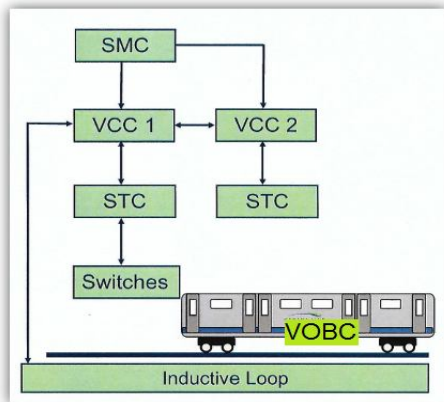 SMC
VCC 1
VCC 2
STC
STC
Switches
VOBC
Inductive Loop